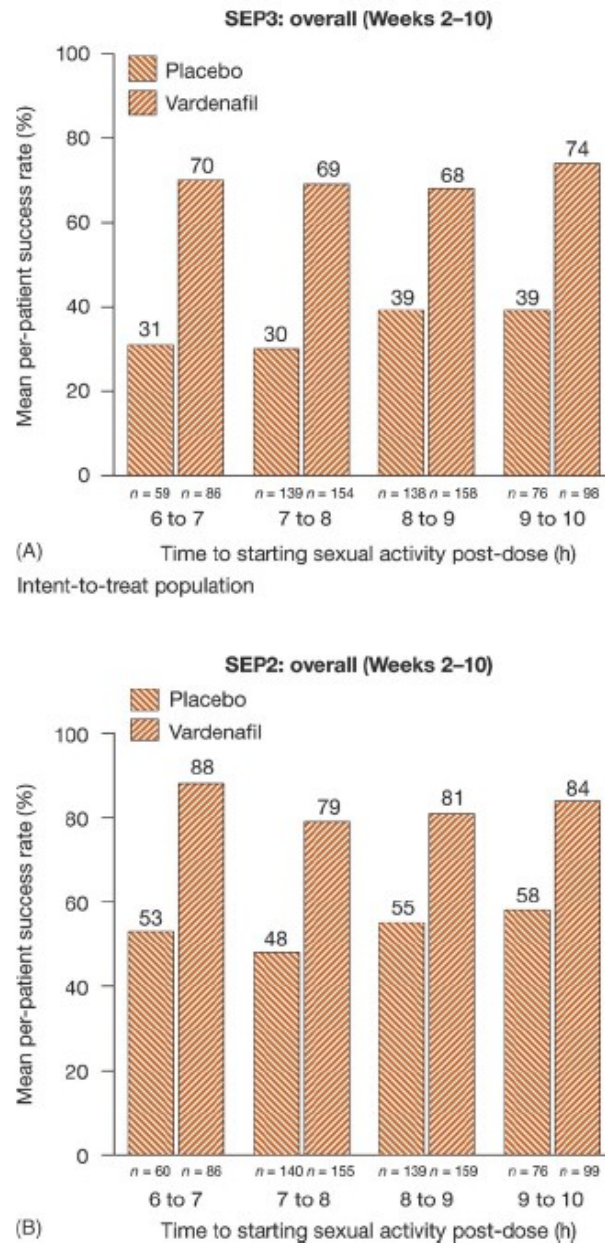 SEP3: overall (Weeks 2–10)
Placebo
Vardenafil
Mean per-patient success rate (%)
100
80
60
40
20
0
31
70
30
69
39
68
39
74
n = 59 n = 86 n = 139 n = 154 n = 138 n = 158 n = 76 n = 98
6 to 7 7 to 8 8 to 9 9 to 10
(A) Time to starting sexual activity post-dose (h)
Intent-to-treat population
SEP2: overall (Weeks 2–10)
Placebo
Vardenafil
Mean per-patient success rate (%)
100
80
60
40
20
0
53
88
48
79
55
81
58
84
n = 60 n = 86 n = 140 n = 155 n = 139 n = 159 n = 76 n = 99
6 to 7 7 to 8 8 to 9 9 to 10
(B) Time to starting sexual activity post-dose (h)